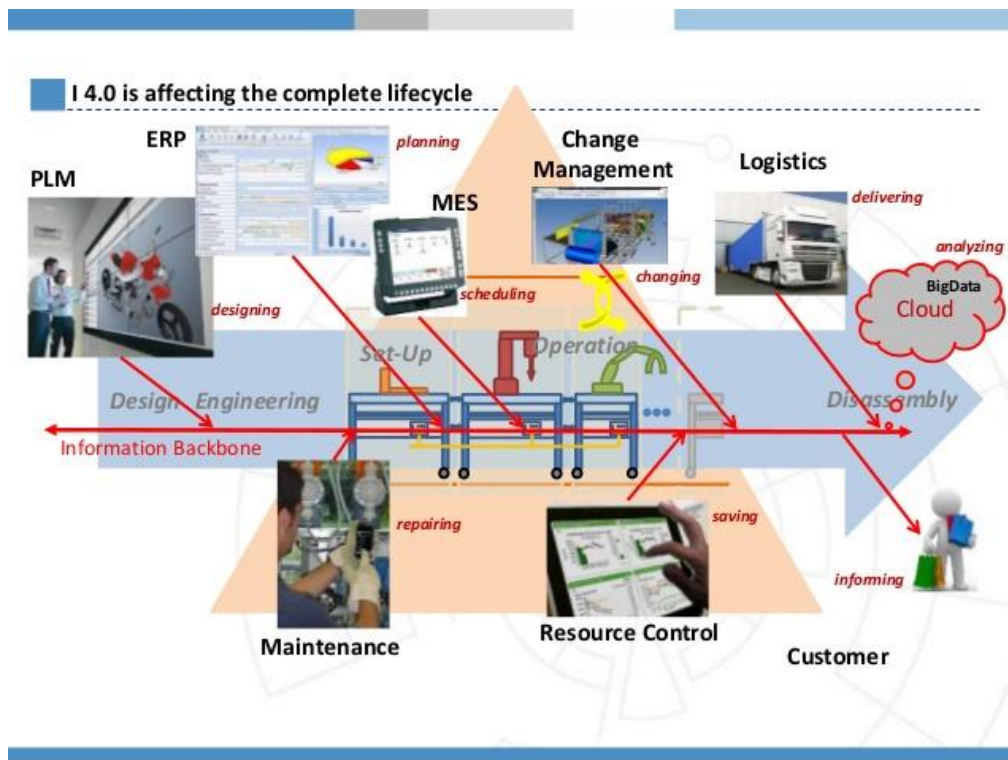 I 4.0 is affecting the complete lifecycle
ERP
planning
Change
Management
Logistics
PLM
MES
delivering
analyzing
designing
scheduling
changing
BigData
Cloud
Set-Up
Operation
Design
Engineering
Disassembly
Information Backbone
repairing
saving
informing
Maintenance
Resource Control
Customer